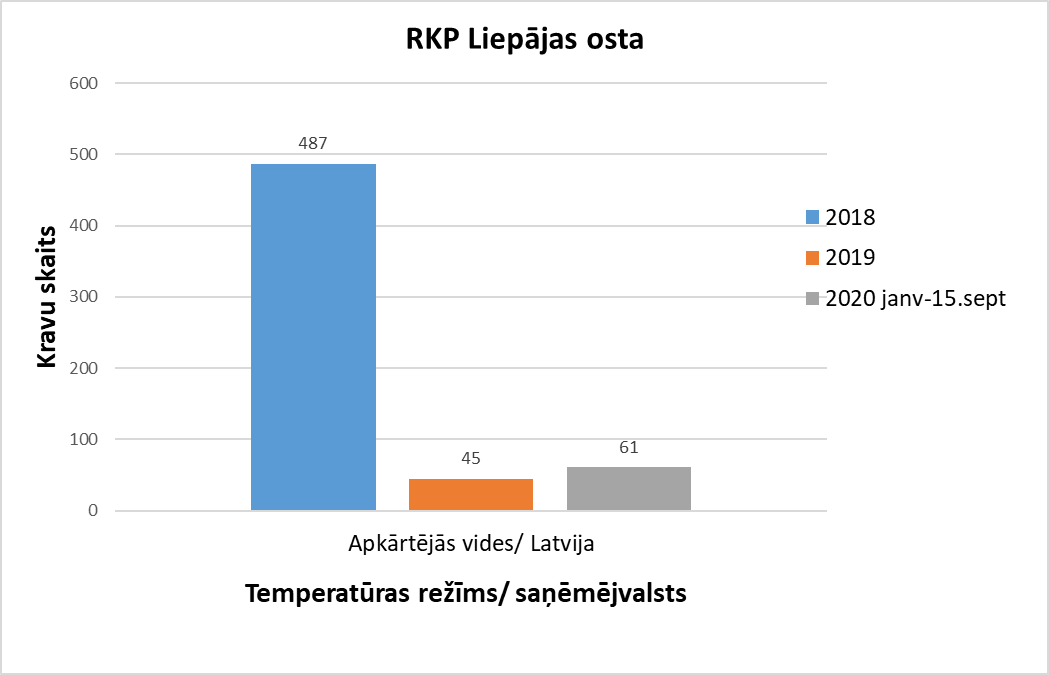 RKP Liepājas osta
Kravu skaits
600
500
400
300
200
100
0
487
45
61
Apkārtējās vides/ Latvija
Temperatūras režīms/ saņēmējvalsts
2018
2019
2020 janv-15.sept